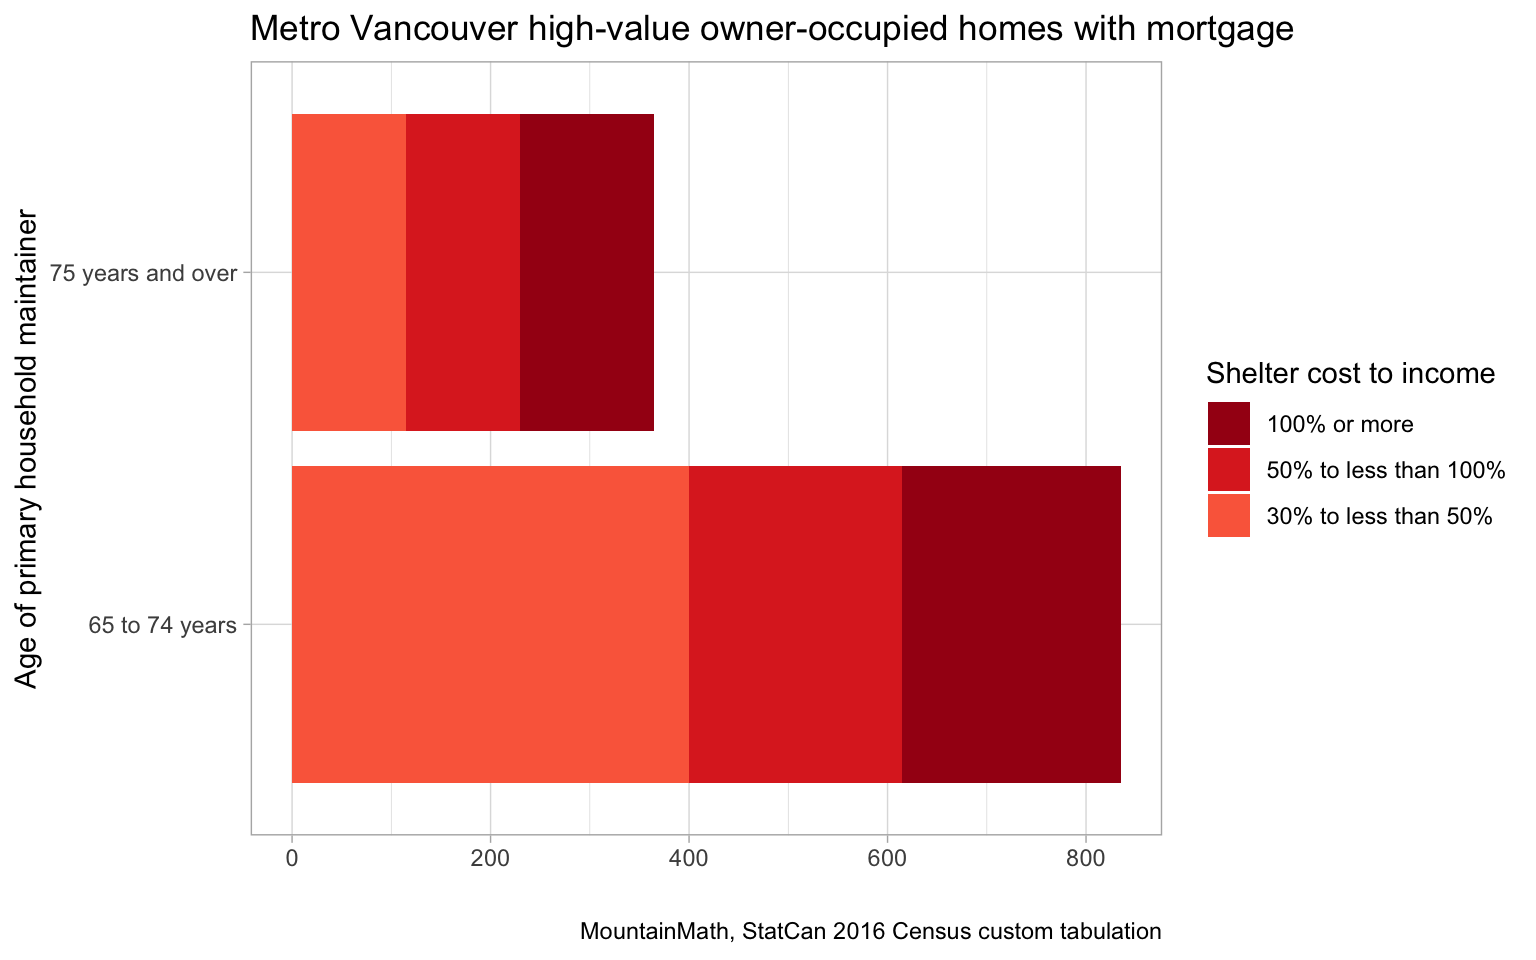 Metro Vancouver high-value owner-occupied homes with mortgage
Age of primary household maintainer
75 years and over
65 to 74 years
0 200 400 600 800
Shelter cost to income
100% or more
50% to less than 100%
30% to less than 50%
MountainMath, StatCan 2016 Census custom tabulation